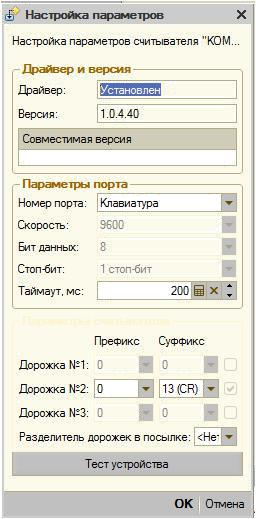 Настройка параметров
Настройка параметров считывателя "КОМ...
Драйвер и версия
Драйвер: Установлен
Версия: 1.0.4.40
Совместимая версия
Параметры порта
Номер порта: Клавиатура
Скорость: 9600
Бит данных: 8
Стоп-бит: 1 стоп-бит
Таймаут, мс: 200
Параметры считывателя
Префикс Суффикс
Дорожка №1: 0 0
Дорожка №2: 0 13 (CR)
Дорожка №3: 0 0
Разделитель дорожек в посылке: <Нет
Тест устройства
OK Отмена